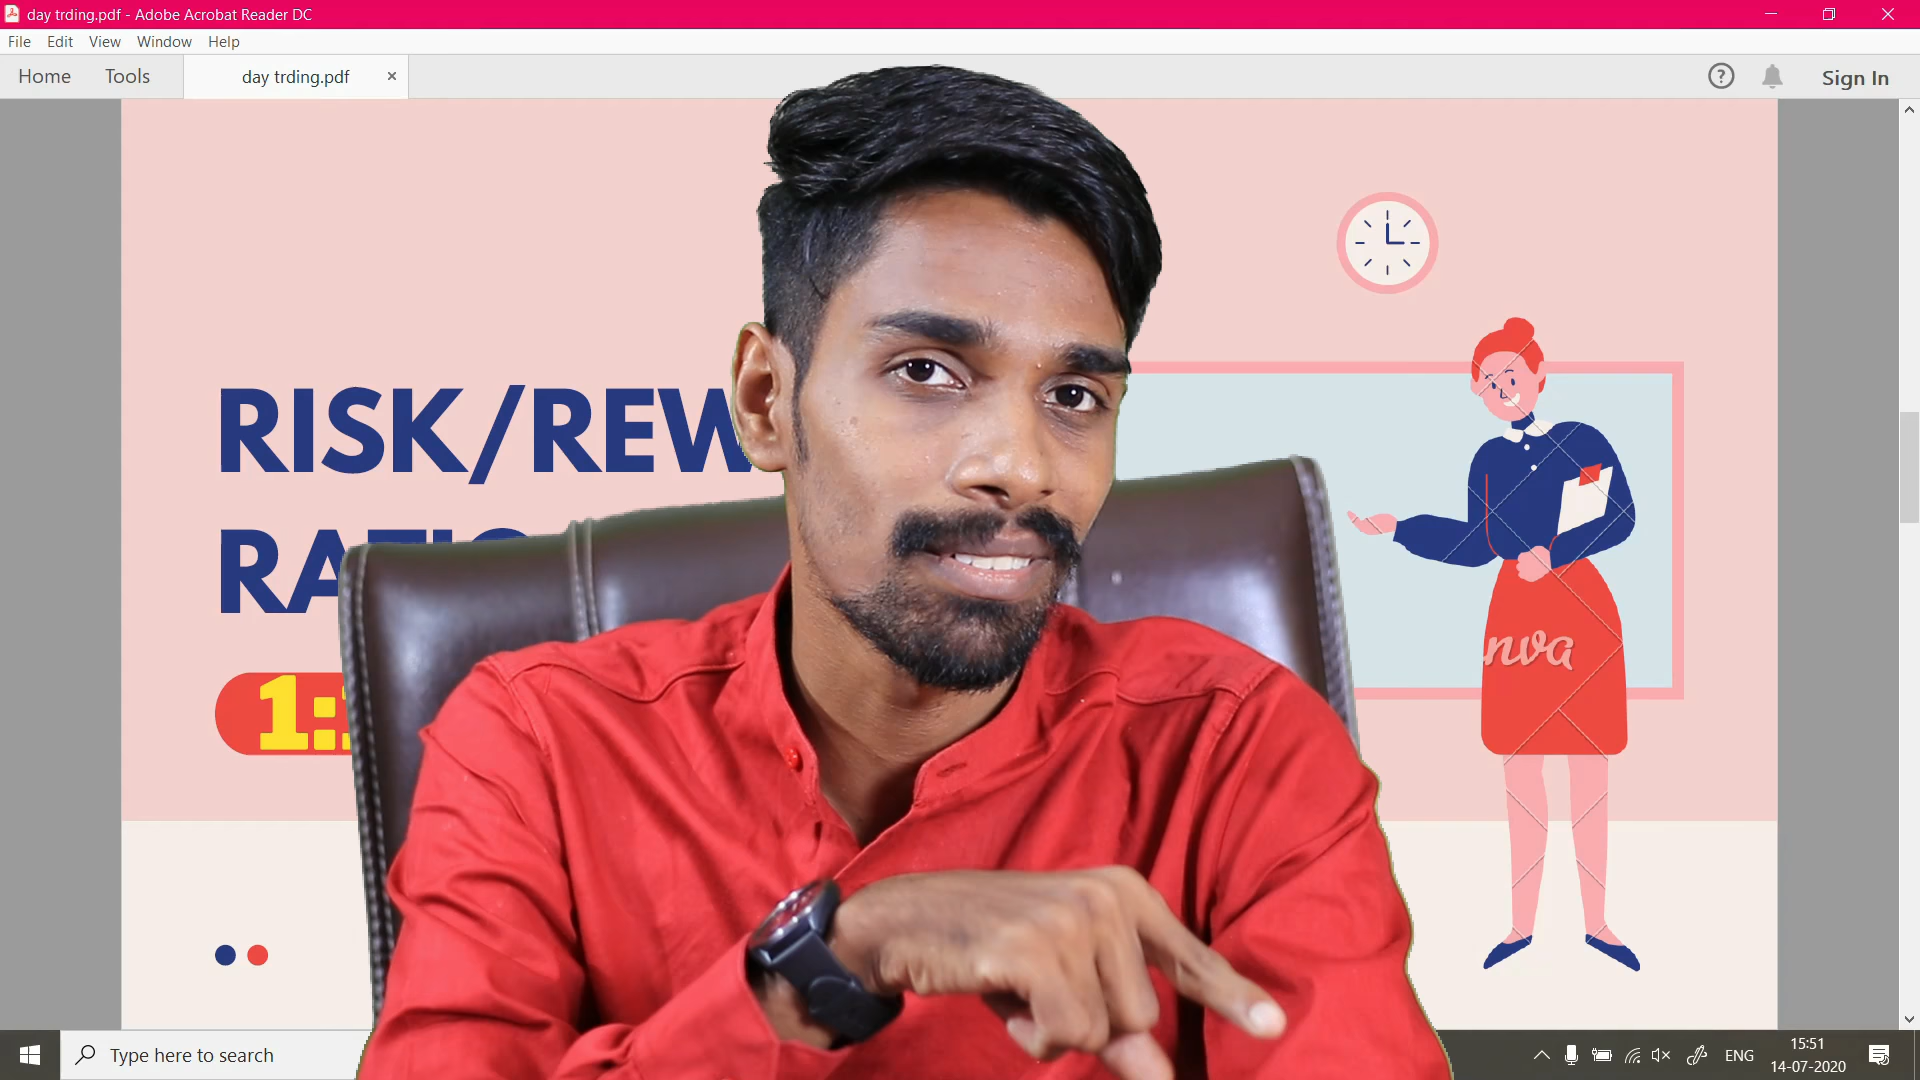 day trding.pdf - Adobe Acrobat Reader DC
File Edit View Window Help
Home Tools day trding.pdf × ? Sign In
RISK/REW
RATIO
1:
nva
Type here to search
ENG
15:51
14-07-2020